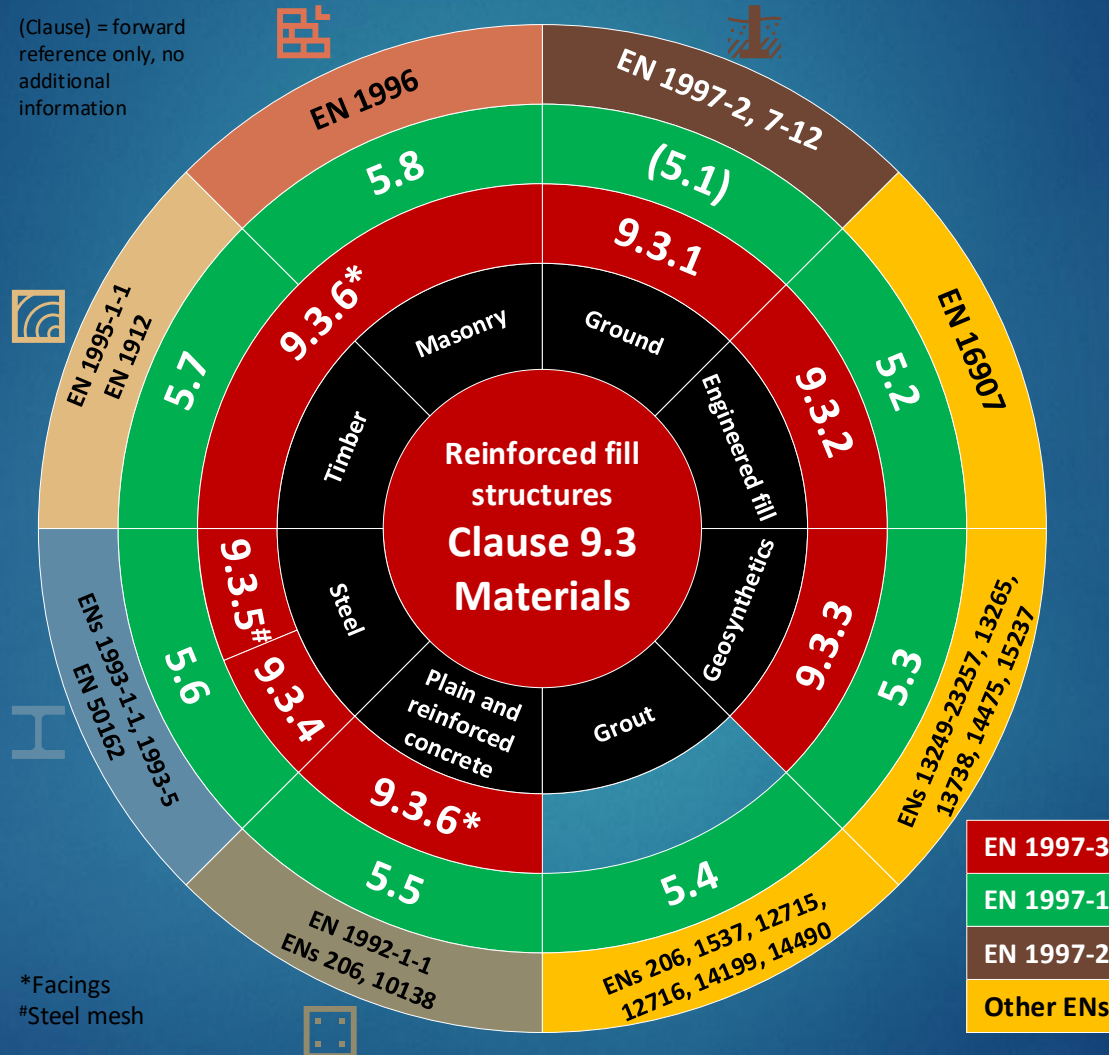 (Clause) = forward
reference only, no
additional
information
EN 1996
EN 1997-2, 7-12
5.8
(5.1)
9.3.6*
9.3.1
Masonry
Ground
EN 1995-1-1
EN 1912
5.7
Timber
Engineered fill
9.3.2
5.2
EN 16907
Reinforced fill
structures
Clause 9.3
Materials
ENs 1993-1-1, 1993-5
EN 50162
5.6
9.3.5#
9.3.4
Steel
Geosynthetics
9.3.3
5.3
ENs 13249-23257, 13265,
13738, 14475, 15237
Plain and
reinforced
concrete
Grout
9.3.6*
5.5
5.4
EN 1992-1-1
ENs 206, 10138
ENs 206, 1537, 12715,
12716, 14199, 14490
*Facings
#Steel mesh
EN 1997-3
EN 1997-1
EN 1997-2
Other ENs